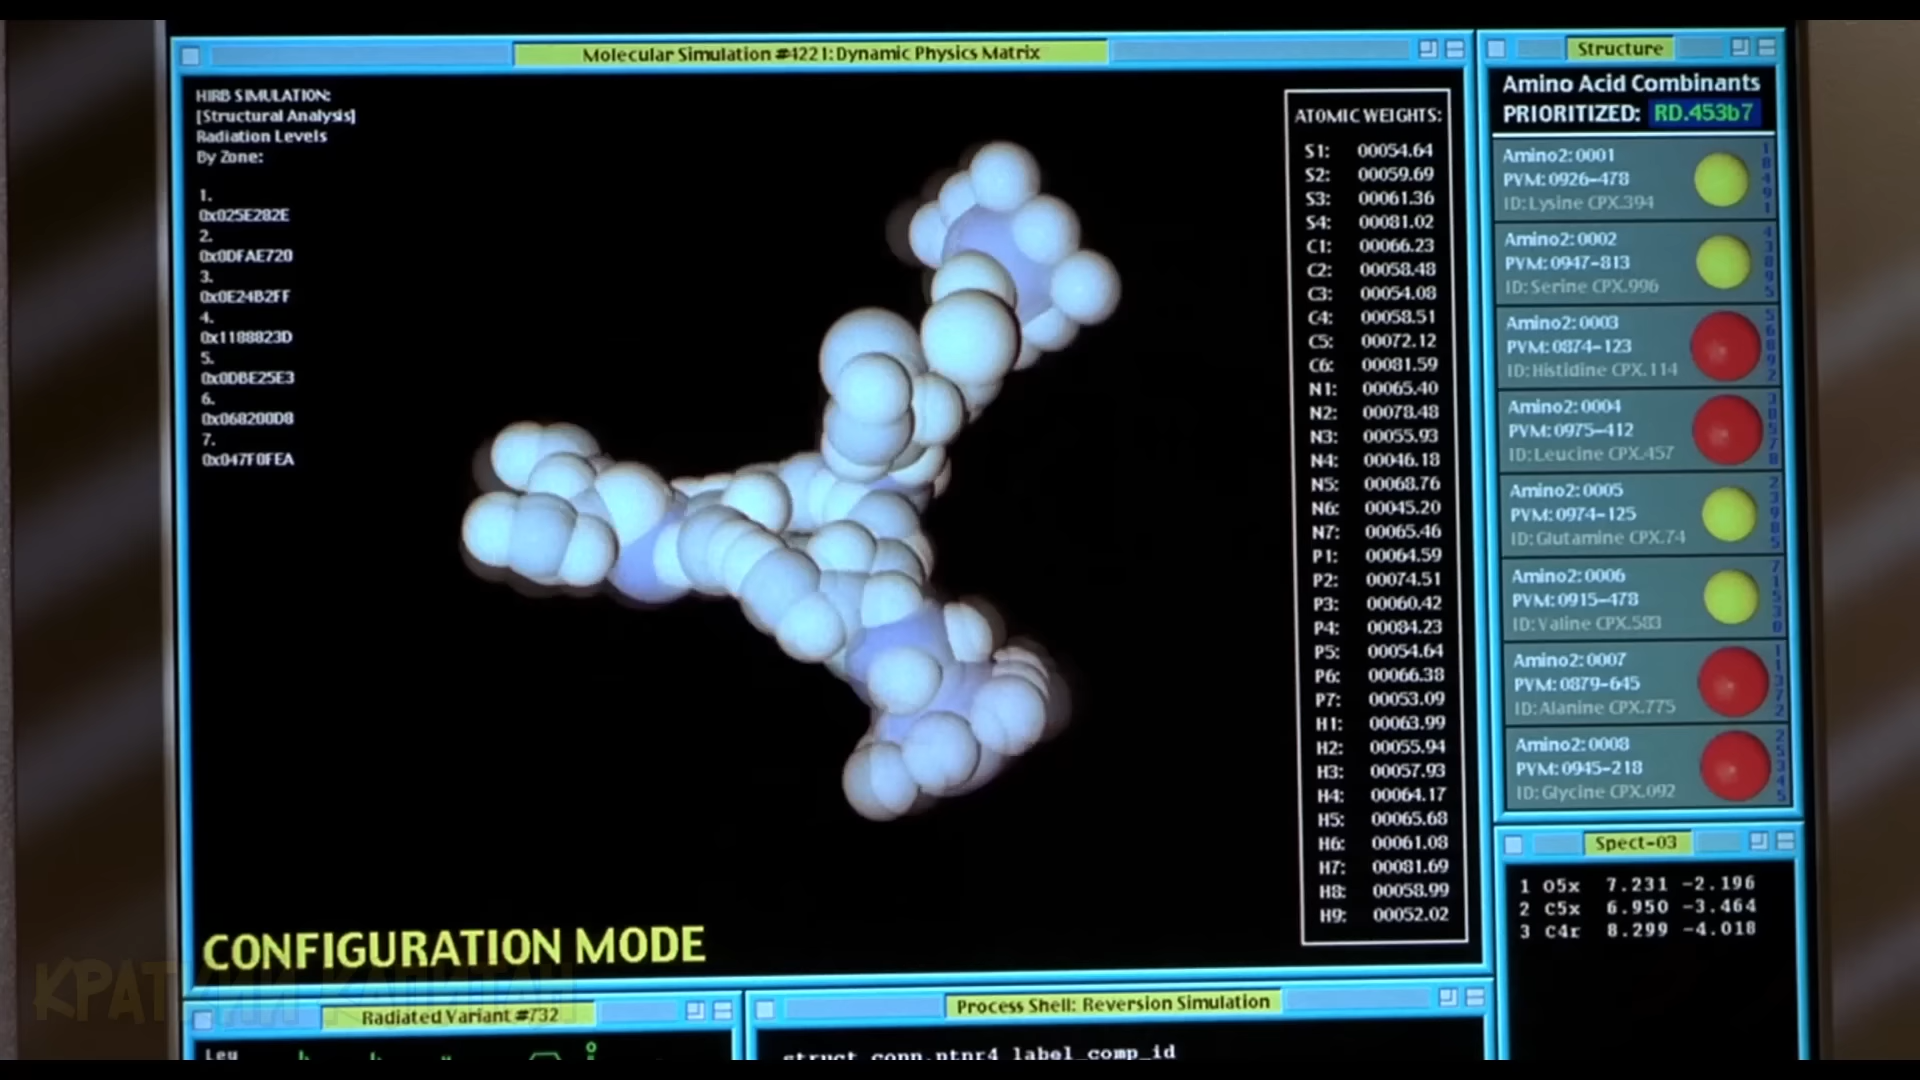 Molecular Simulation #4221: Dynamic Physics Matrix
HIRB SIMULATION:
[Structural Analysis]
Radiation Levels
By Zone:
1.
0x025E282E
2.
0x0DFAE720
3.
0x0E24B2FF
4.
0x1188823D
5.
0x0DBE25E3
6.
0x068200D8
7.
0x047F0FEA
ATOMIC WEIGHTS:
S1: 00054.64
S2: 00059.69
S3: 00061.36
S4: 00081.02
C1: 00066.23
C2: 00058.48
C3: 00054.08
C4: 00058.51
C5: 00072.12
C6: 00081.59
N1: 00065.40
N2: 00078.48
N3: 00055.93
N4: 00046.18
N5: 00068.76
N6: 00045.20
N7: 00065.46
P1: 00064.59
P2: 00074.51
P3: 00060.42
P4: 00084.23
P5: 00054.64
P6: 00066.38
P7: 00053.09
H1: 00063.99
H2: 00055.94
H3: 00057.93
H4: 00064.17
H5: 00065.68
H6: 00061.08
H7: 00081.69
H8: 00058.99
H9: 00052.02
CONFIGURATION MODE
Structure
Amino Acid Combinants
PRIORITIZED: RD.453b7
Amino2: 0001
PVM: 0926-478
ID: Lysine CPX.394
Amino2: 0002
PVM: 0947-813
ID: Serine CPX.996
Amino2: 0003
PVM: 0874-123
ID: Histidine CPX.114
Amino2: 0004
PVM: 0975-412
ID: Leucine CPX.457
Amino2: 0005
PVM: 0974-125
ID: Glutamine CPX.74
Amino2: 0006
PVM: 0915-478
ID: Valine CPX.583
Amino2: 0007
PVM: 0879-645
ID: Alanine CPX.775
Amino2: 0008
PVM: 0945-218
ID: Glycine CPX.092
Spect-03
1 O5x 7.231 -2.196
2 C5x 6.950 -3.464
3 C4r 8.299 -4.018
Radiated Variant #732
Leu
Process Shell: Reversion Simulation
struct_conn.ptnr4_label_comp_id
КРАТКИЙ КАПИТАН